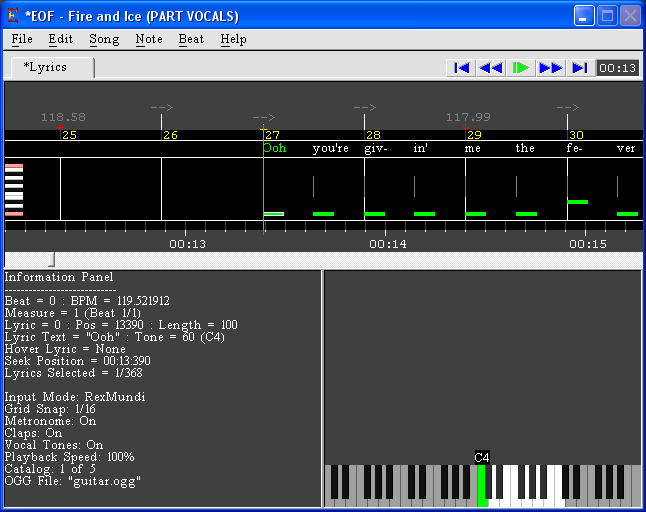 *EOF - Fire and Ice (PART VOCALS)
File Edit Song Note Beat Help
*Lyrics
00:13
--> --> -->
118.58 --> 117.99
25 26 27 28 29 30
Ooh you're giv- in' me the fe- ver
00:13 00:14 00:15
Information Panel
----------------------------
Beat = 0 : BPM = 119.521912
Measure = 1 (Beat 1/1)
Lyric = 0 : Pos = 13390 : Length = 100
Lyric Text = "Ooh" : Tone = 60 (C4)
Hover Lyric = None
Seek Position = 00:13:390
Lyrics Selected = 1/368
Input Mode: RexMundi
Grid Snap: 1/16
Metronome: On
Claps: On
Vocal Tones: On
Playback Speed: 100%
Catalog: 1 of 5
OGG File: "guitar.ogg"
C4